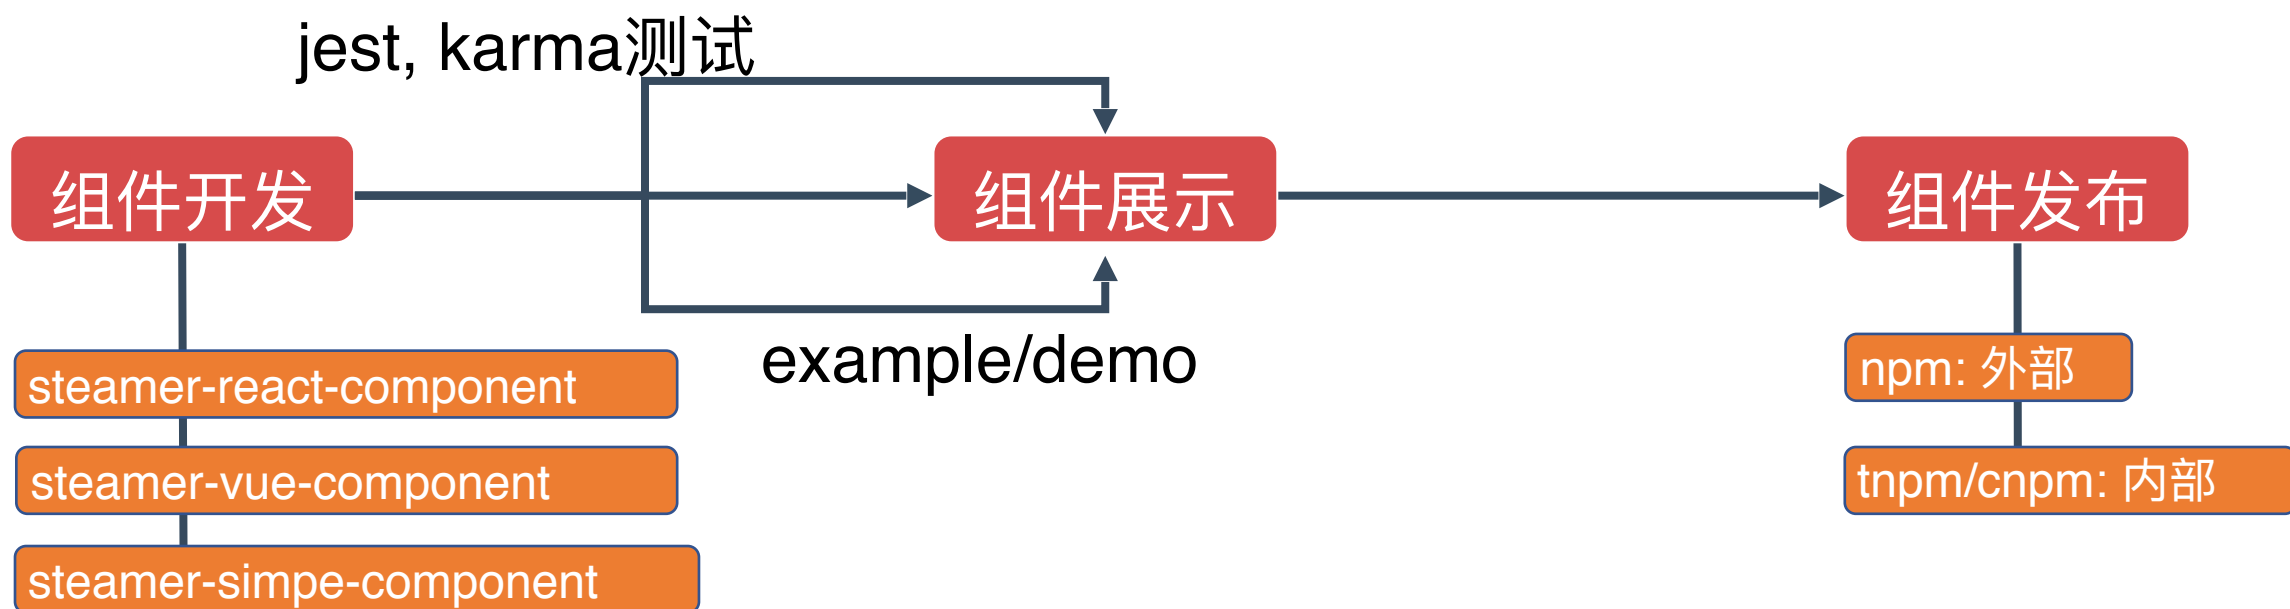 jest, karma测试
组件开发
组件展示
组件发布
example/demo
steamer-react-component
steamer-vue-component
steamer-simpe-component
npm: 外部
tnpm/cnpm: 内部